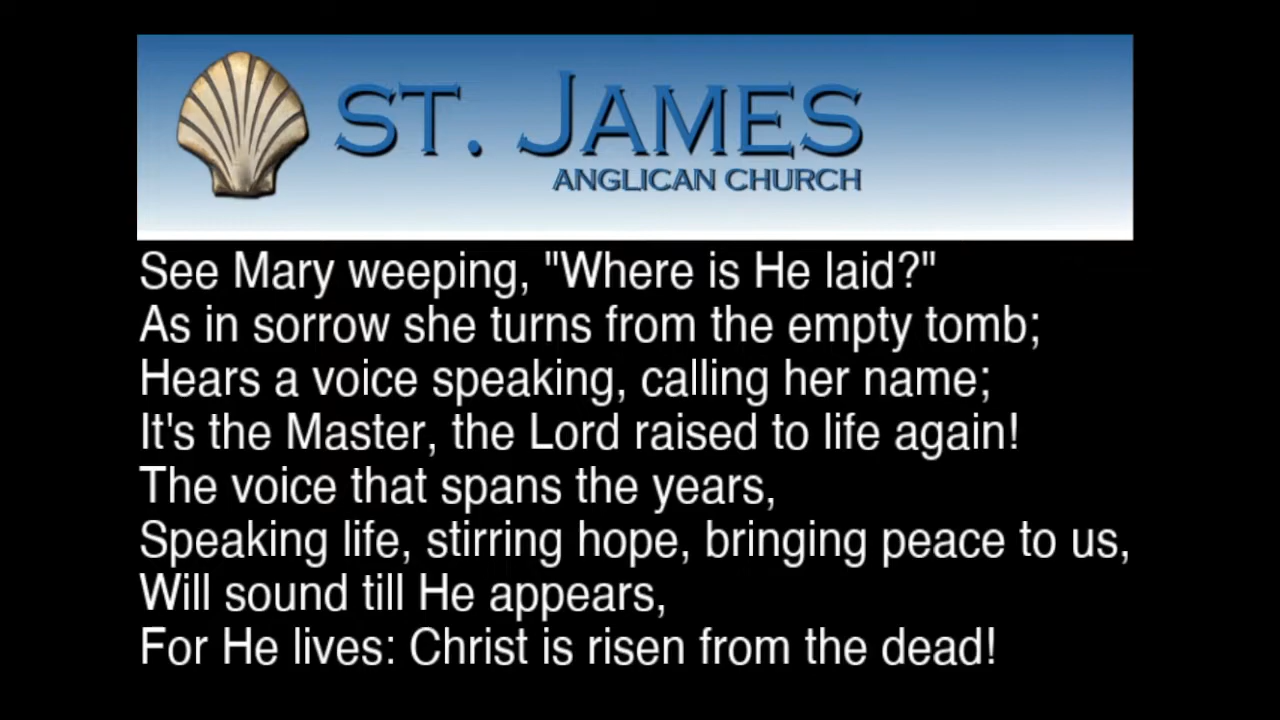 ST. JAMES
ANGLICAN CHURCH
See Mary weeping, "Where is He laid?"
As in sorrow she turns from the empty tomb;
Hears a voice speaking, calling her name;
It's the Master, the Lord raised to life again!
The voice that spans the years,
Speaking life, stirring hope, bringing peace to us,
Will sound till He appears,
For He lives: Christ is risen from the dead!